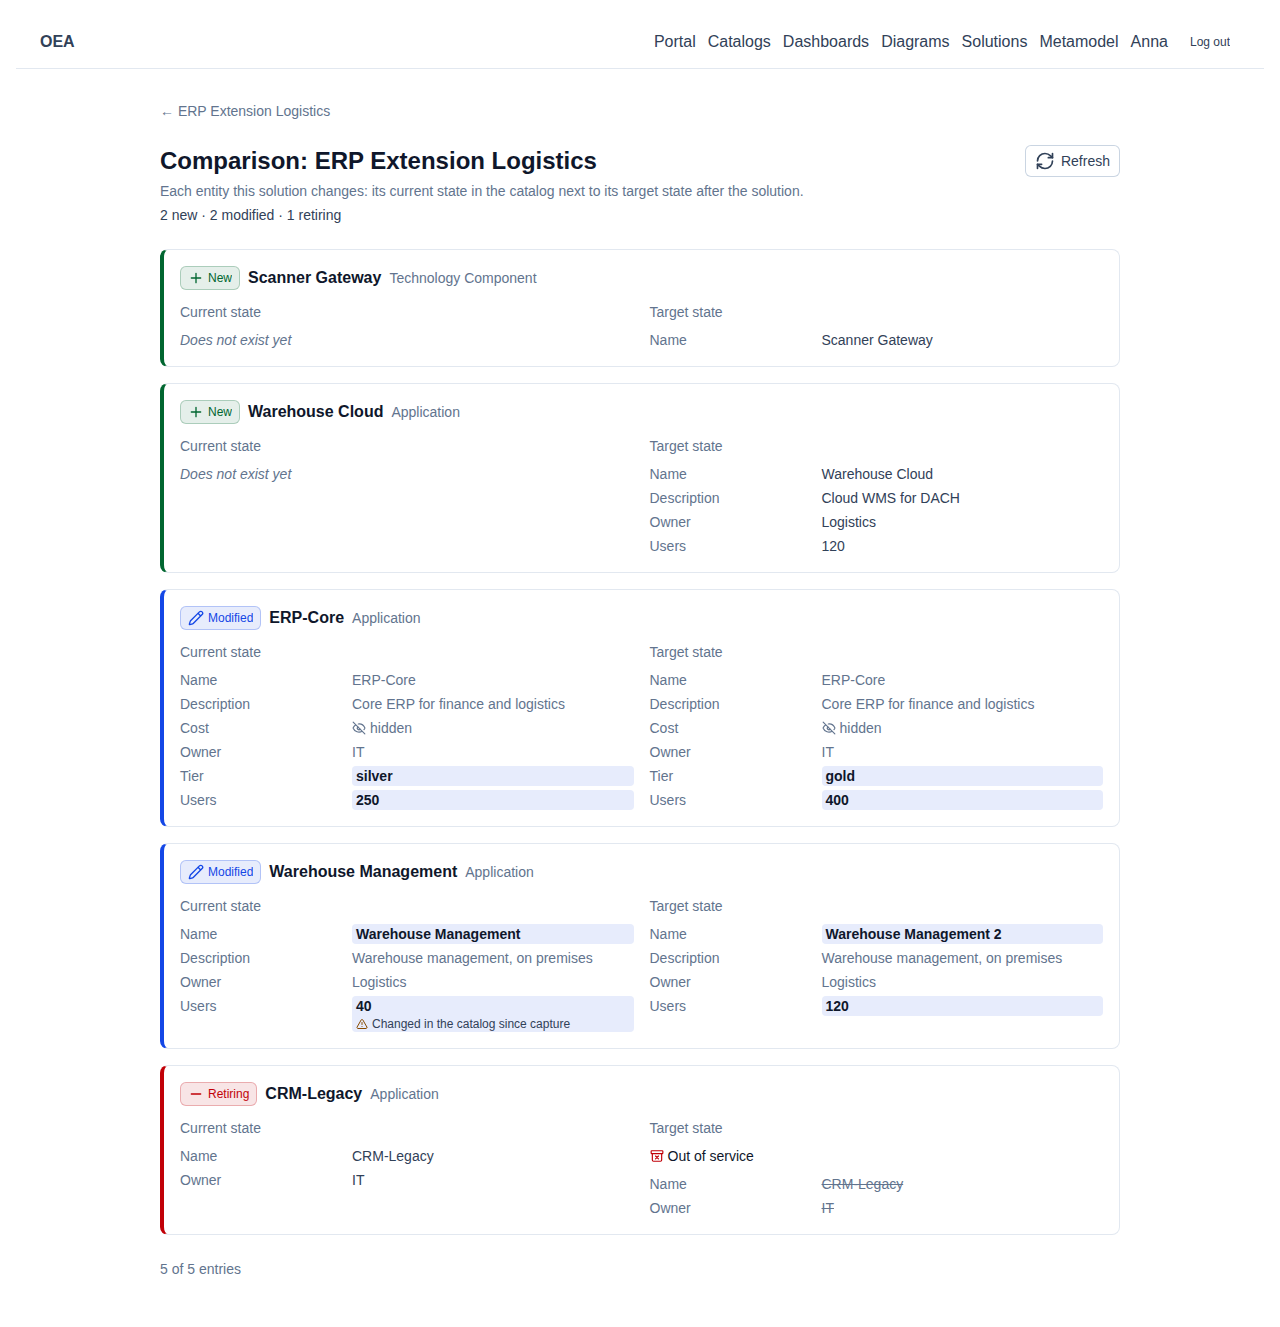 OEA
Portal Catalogs Dashboards Diagrams Solutions Metamodel Anna Log out
← ERP Extension Logistics
Comparison: ERP Extension Logistics
Refresh
Each entity this solution changes: its current state in the catalog next to its target state after the solution.
2 new · 2 modified · 1 retiring
New Scanner Gateway Technology Component
Current state Target state
Does not exist yet Name Scanner Gateway
New Warehouse Cloud Application
Current state Target state
Does not exist yet Name Warehouse Cloud
Description Cloud WMS for DACH
Owner Logistics
Users 120
Modified ERP-Core Application
Current state Target state
Name ERP-Core Name ERP-Core
Description Core ERP for finance and logistics Description Core ERP for finance and logistics
Cost hidden Cost hidden
Owner IT Owner IT
Tier silver Tier gold
Users 250 Users 400
Modified Warehouse Management Application
Current state Target state
Name Warehouse Management Name Warehouse Management 2
Description Warehouse management, on premises Description Warehouse management, on premises
Owner Logistics Owner Logistics
Users 40 Users 120
Changed in the catalog since capture
Retiring CRM-Legacy Application
Current state Target state
Name CRM-Legacy Out of service
Owner IT Name CRM-Legacy
Owner IT
5 of 5 entries